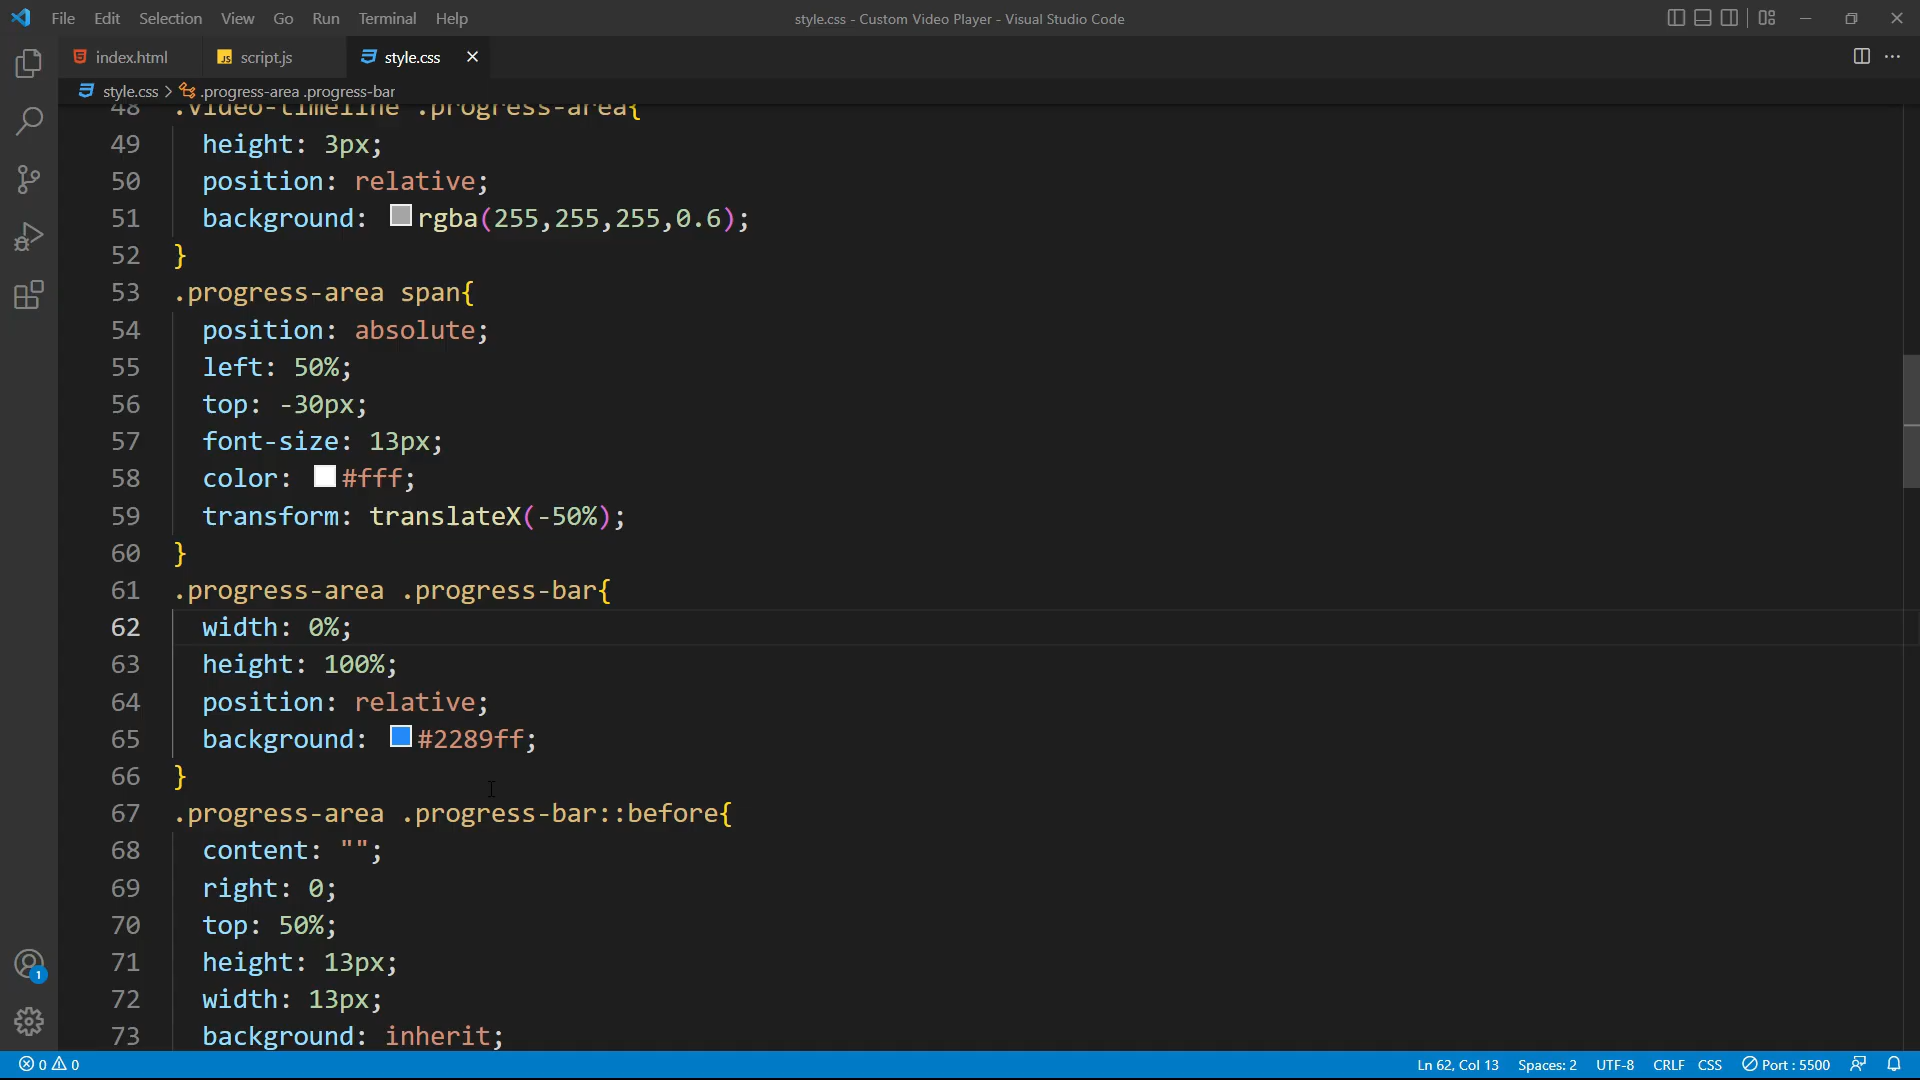 File Edit Selection View Go Run Terminal Help style.css - Custom Video Player - Visual Studio Code
index.html JS script.js style.css
style.css > .progress-area .progress-bar
48 .video-timeline .progress-area{
49 height: 3px;
50 position: relative;
51 background: rgba(255,255,255,0.6);
52 }
53 .progress-area span{
54 position: absolute;
55 left: 50%;
56 top: -30px;
57 font-size: 13px;
58 color: #fff;
59 transform: translateX(-50%);
60 }
61 .progress-area .progress-bar{
62 width: 0%;
63 height: 100%;
64 position: relative;
65 background: #2289ff;
66 }
67 .progress-area .progress-bar::before{
68 content: "";
69 right: 0;
70 top: 50%;
71 height: 13px;
72 width: 13px;
73 background: inherit;
1
0 0 Ln 62, Col 13 Spaces: 2 UTF-8 CRLF CSS Port : 5500